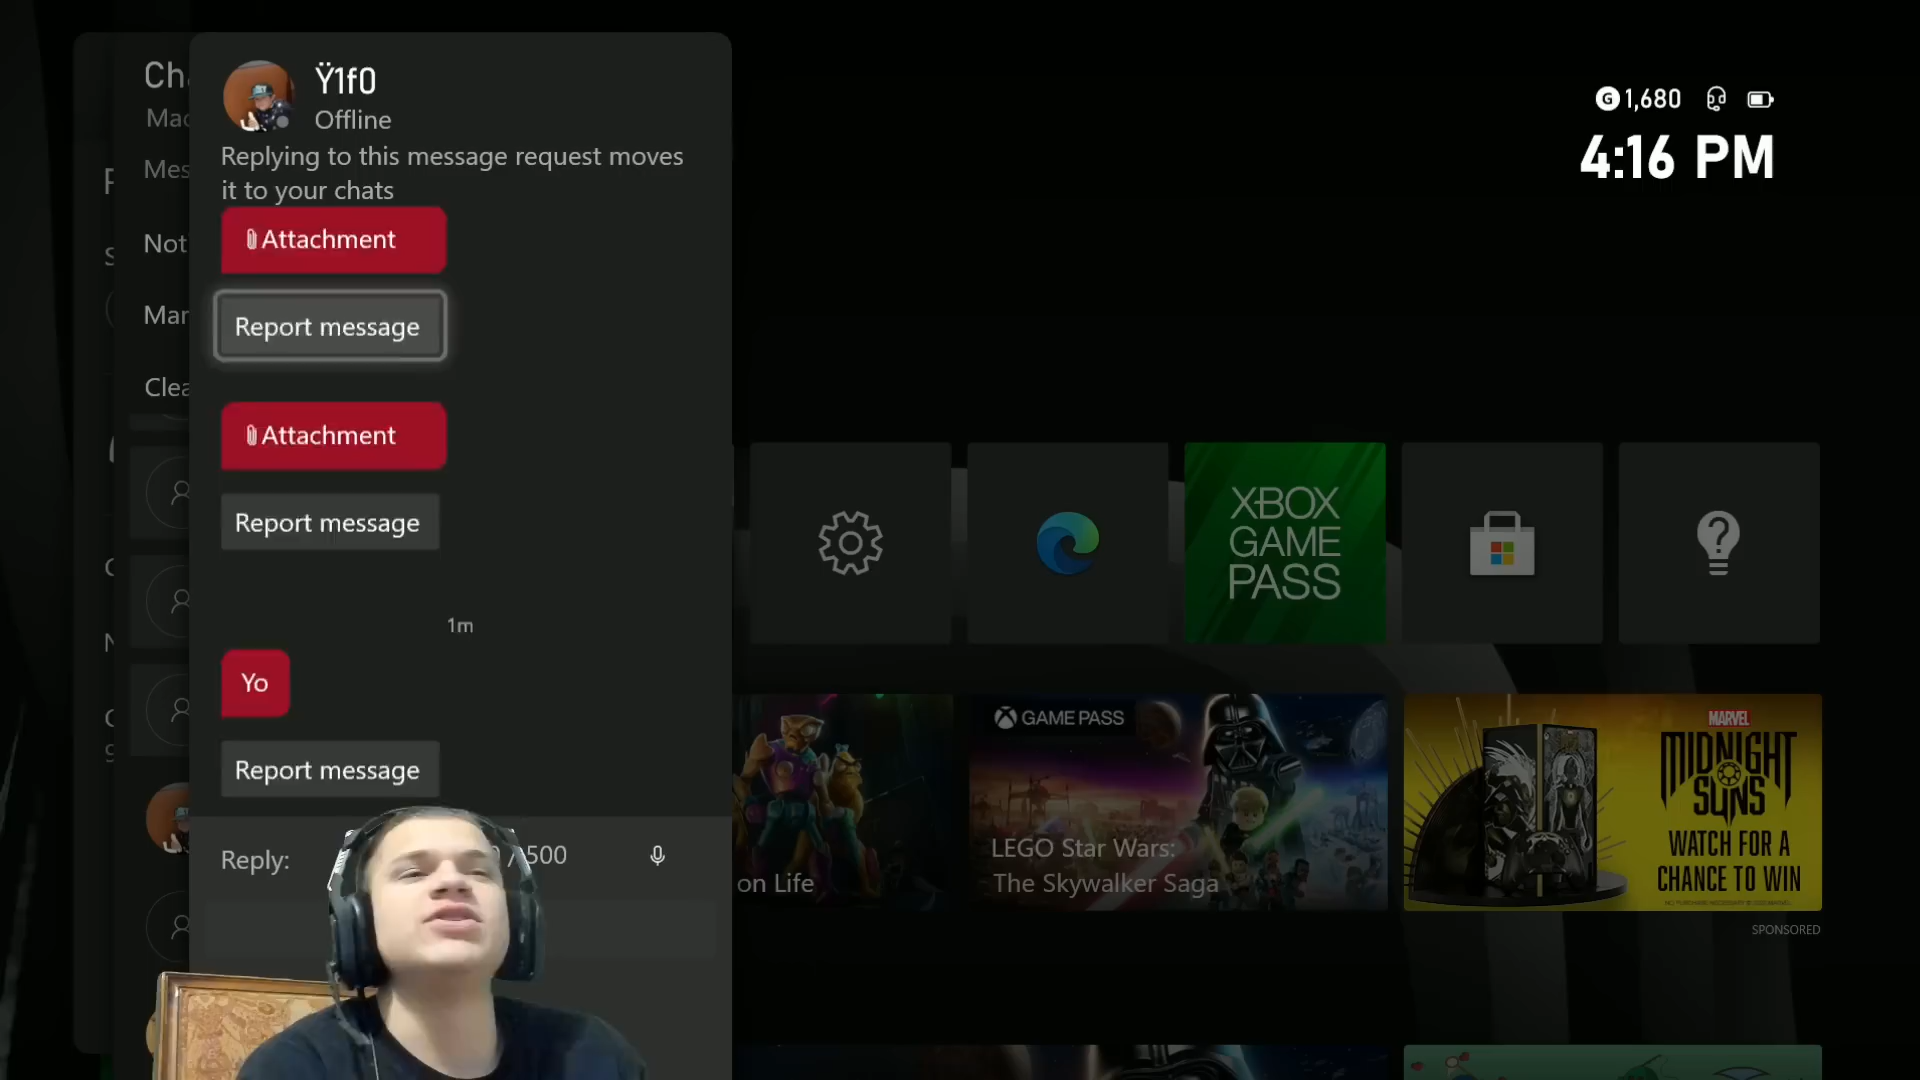 Ÿ1f0
Offline
Replying to this message request moves
it to your chats
Attachment
Report message
Attachment
Report message
1m
Yo
Report message
Reply:
/ 500
Ch
Mac
Mes
Not
Mar
Clea
1,680
4:16 PM
XBOX
GAME
PASS
on Life
GAME PASS
LEGO Star Wars:
The Skywalker Saga
MARVEL
MIDNIGHT
SUNS
WATCH FOR A
CHANCE TO WIN
SPONSORED